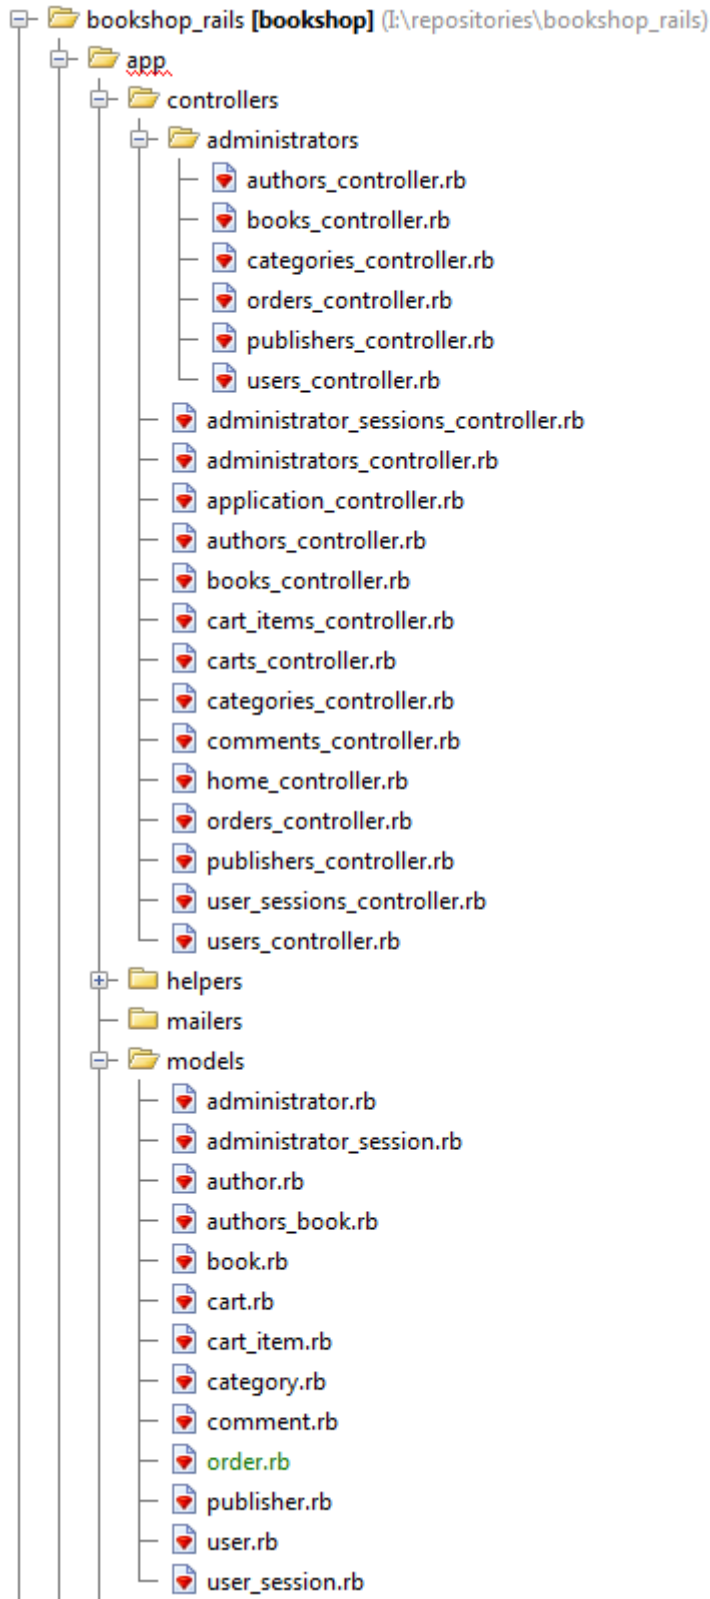 bookshop_rails [bookshop] (I:\repositories\bookshop_rails)
app
controllers
administrators
authors_controller.rb
books_controller.rb
categories_controller.rb
orders_controller.rb
publishers_controller.rb
users_controller.rb
administrator_sessions_controller.rb
administrators_controller.rb
application_controller.rb
authors_controller.rb
books_controller.rb
cart_items_controller.rb
carts_controller.rb
categories_controller.rb
comments_controller.rb
home_controller.rb
orders_controller.rb
publishers_controller.rb
user_sessions_controller.rb
users_controller.rb
helpers
mailers
models
administrator.rb
administrator_session.rb
author.rb
authors_book.rb
book.rb
cart.rb
cart_item.rb
category.rb
comment.rb
order.rb
publisher.rb
user.rb
user_session.rb